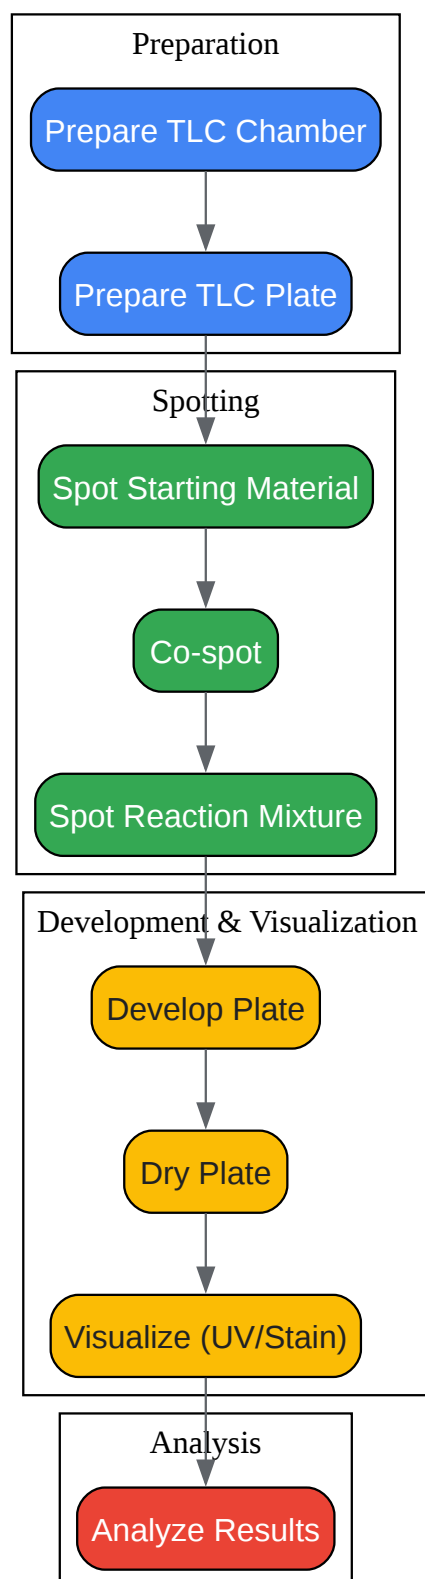 Preparation
Prepare TLC Chamber
Prepare TLC Plate
Spotting
Spot Starting Material
Co-spot
Spot Reaction Mixture
Development & Visualization
Develop Plate
Dry Plate
Visualize (UV/Stain)
Analysis
Analyze Results